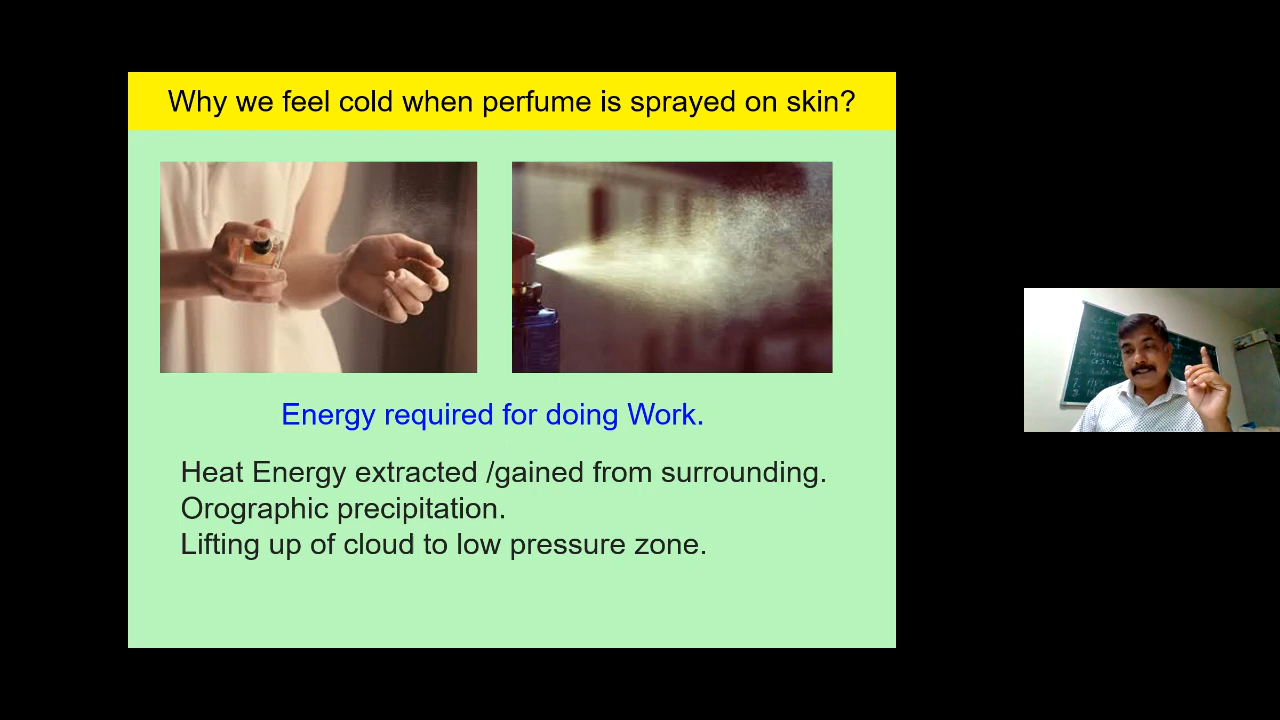 Why we feel cold when perfume is sprayed on skin?
Energy required for doing Work.
Heat Energy extracted /gained from surrounding.
Orographic precipitation.
Lifting up of cloud to low pressure zone.